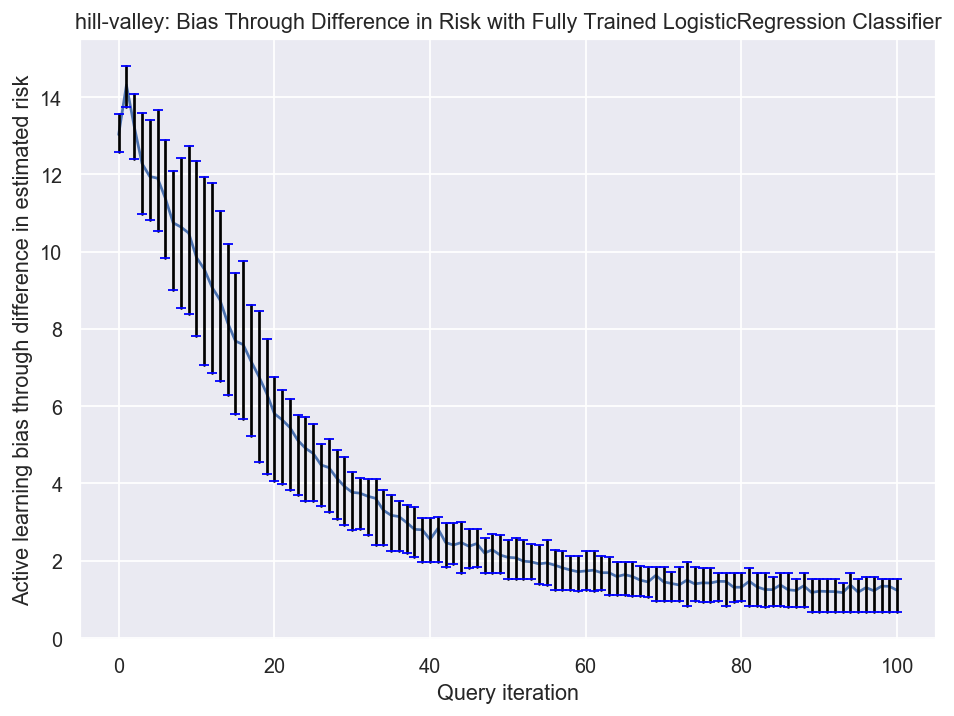 hill-valley: Bias Through Difference in Risk with Fully Trained LogisticRegression Classifier
Active learning bias through difference in estimated risk
14
12
10
8
6
4
2
0
0 20 40 60 80 100
Query iteration